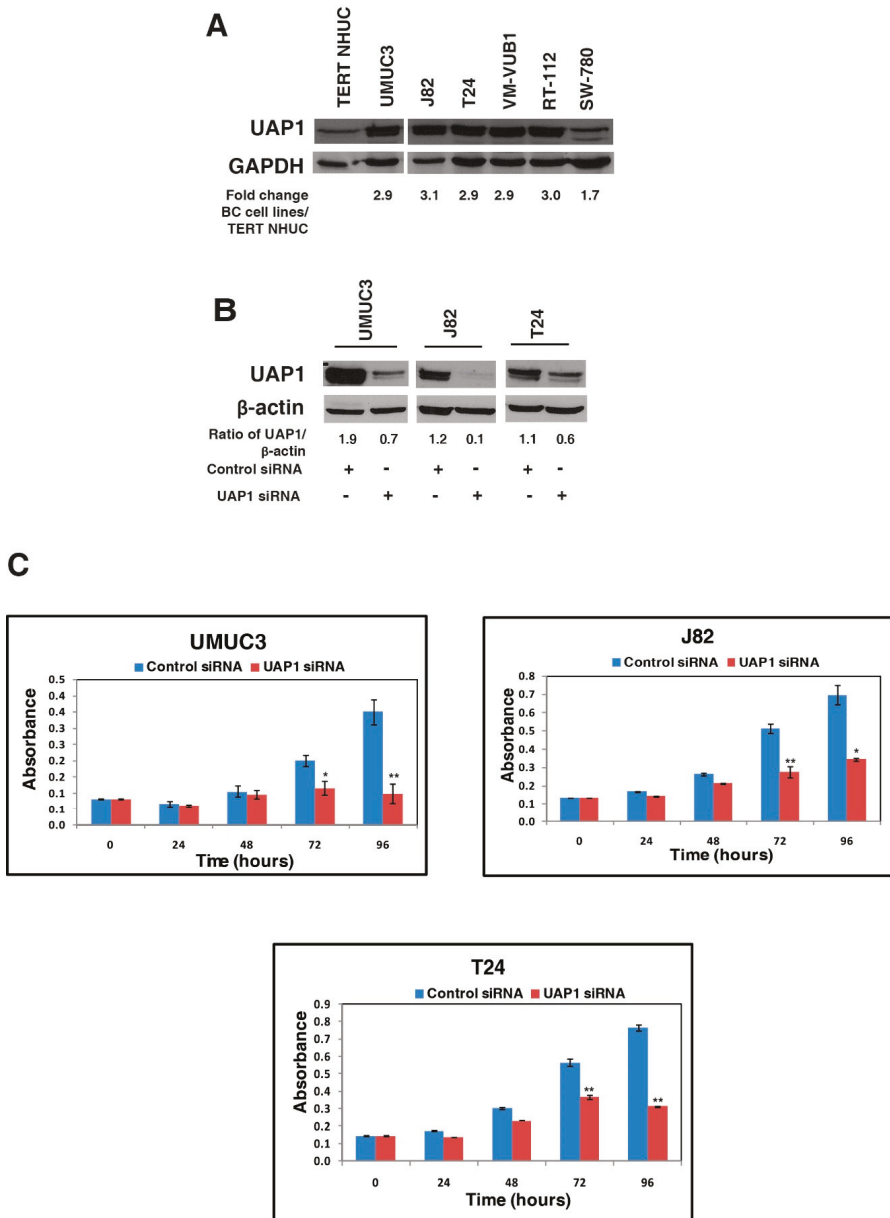 A
TERT NHUC
UMUC3
J82
T24
VM-VUB1
RT-112
SW-780
UAP1
GAPDH
Fold change
BC cell lines/
TERT NHUC
2.9 3.1 2.9 2.9 3.0 1.7
B
UMUC3
J82
T24
UAP1
β-actin
Ratio of UAP1/
β-actin
1.9 0.7 1.2 0.1 1.1 0.6
Control siRNA + - + - + -
UAP1 siRNA - + - + - +
C
UMUC3
Control siRNA UAP1 siRNA
Absorbance
0.5
0.4
0.4
0.3
0.3
0.2
0.2
0.1
0.1
0.0
*
**
0 24 48 72 96
Time (hours)
J82
Control siRNA UAP1 siRNA
Absorbance
0.8
0.7
0.6
0.5
0.4
0.3
0.2
0.1
0.0
**
*
0 24 48 72 96
Time (hours)
T24
Control siRNA UAP1 siRNA
Absorbance
0.9
0.8
0.7
0.6
0.5
0.4
0.3
0.2
0.1
0.0
**
**
0 24 48 72 96
Time (hours)